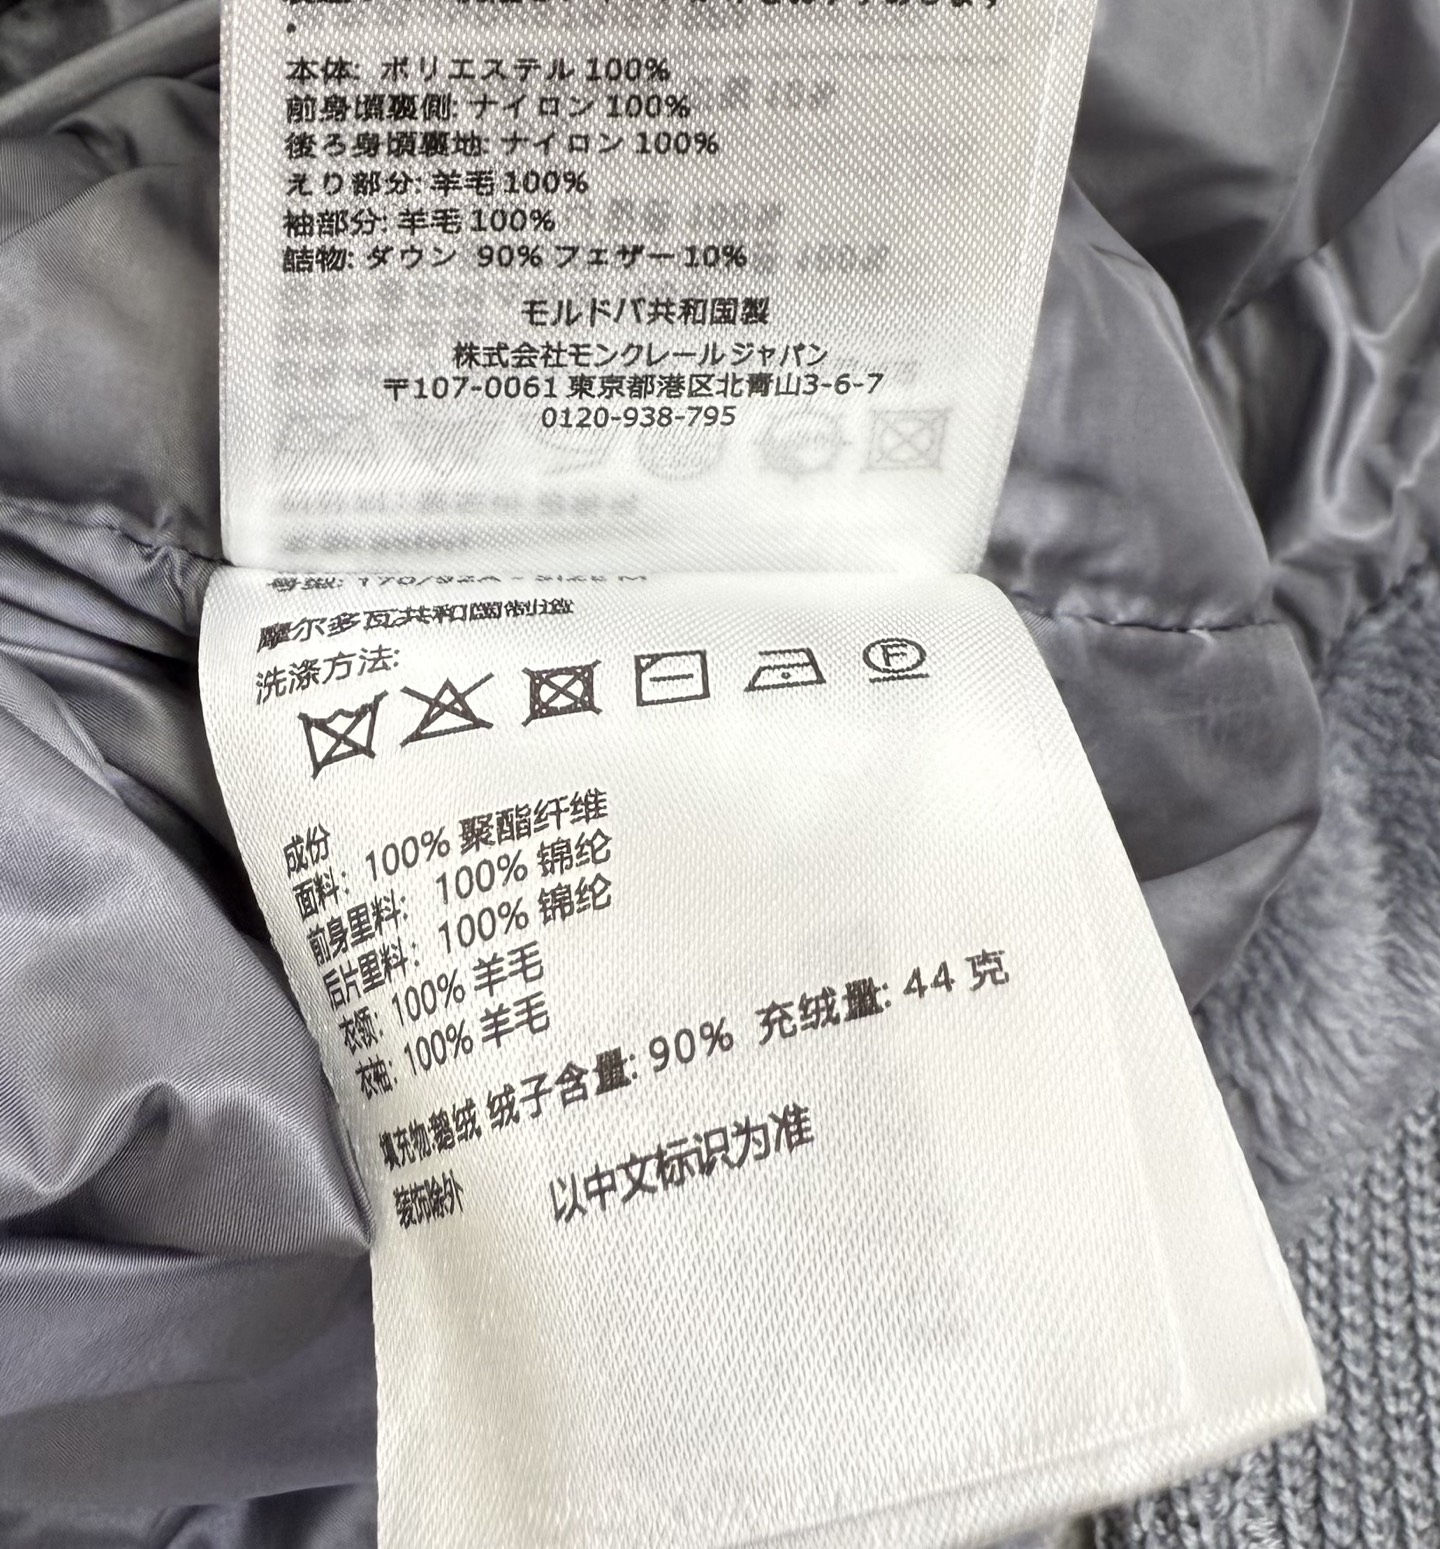 本体: ポリエステル 100%
前身頃裏側: ナイロン 100%
後ろ身頃裏地: ナイロン 100%
えり部分: 羊毛 100%
袖部分: 羊毛 100%
詰物: ダウン 90% フェザー 10%
モルドバ共和国製
株式会社モンクレールジャパン
〒107-0061 東京都港区北青山3-6-7
0120-938-795
摩尔多瓦共和国制造
洗涤方法:
F
成份
面料: 100% 聚酯纤维
前身里料: 100% 锦纶
后片里料: 100% 锦纶
衣领: 100% 羊毛
衣袖: 100% 羊毛
填充物:鹅绒 绒子含量: 90% 充绒量: 44 克
装饰除外 以中文标识为准